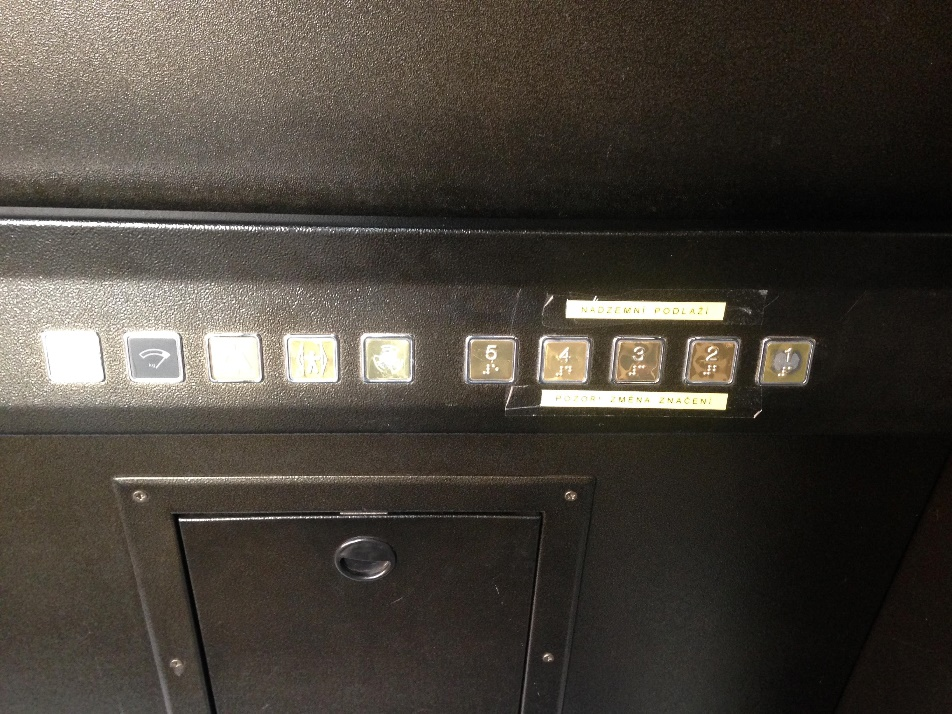 NADZEMNÍ PODLAŽÍ
5 4 3 2 1
POZOR! ZMĚNA ZNAČENÍ